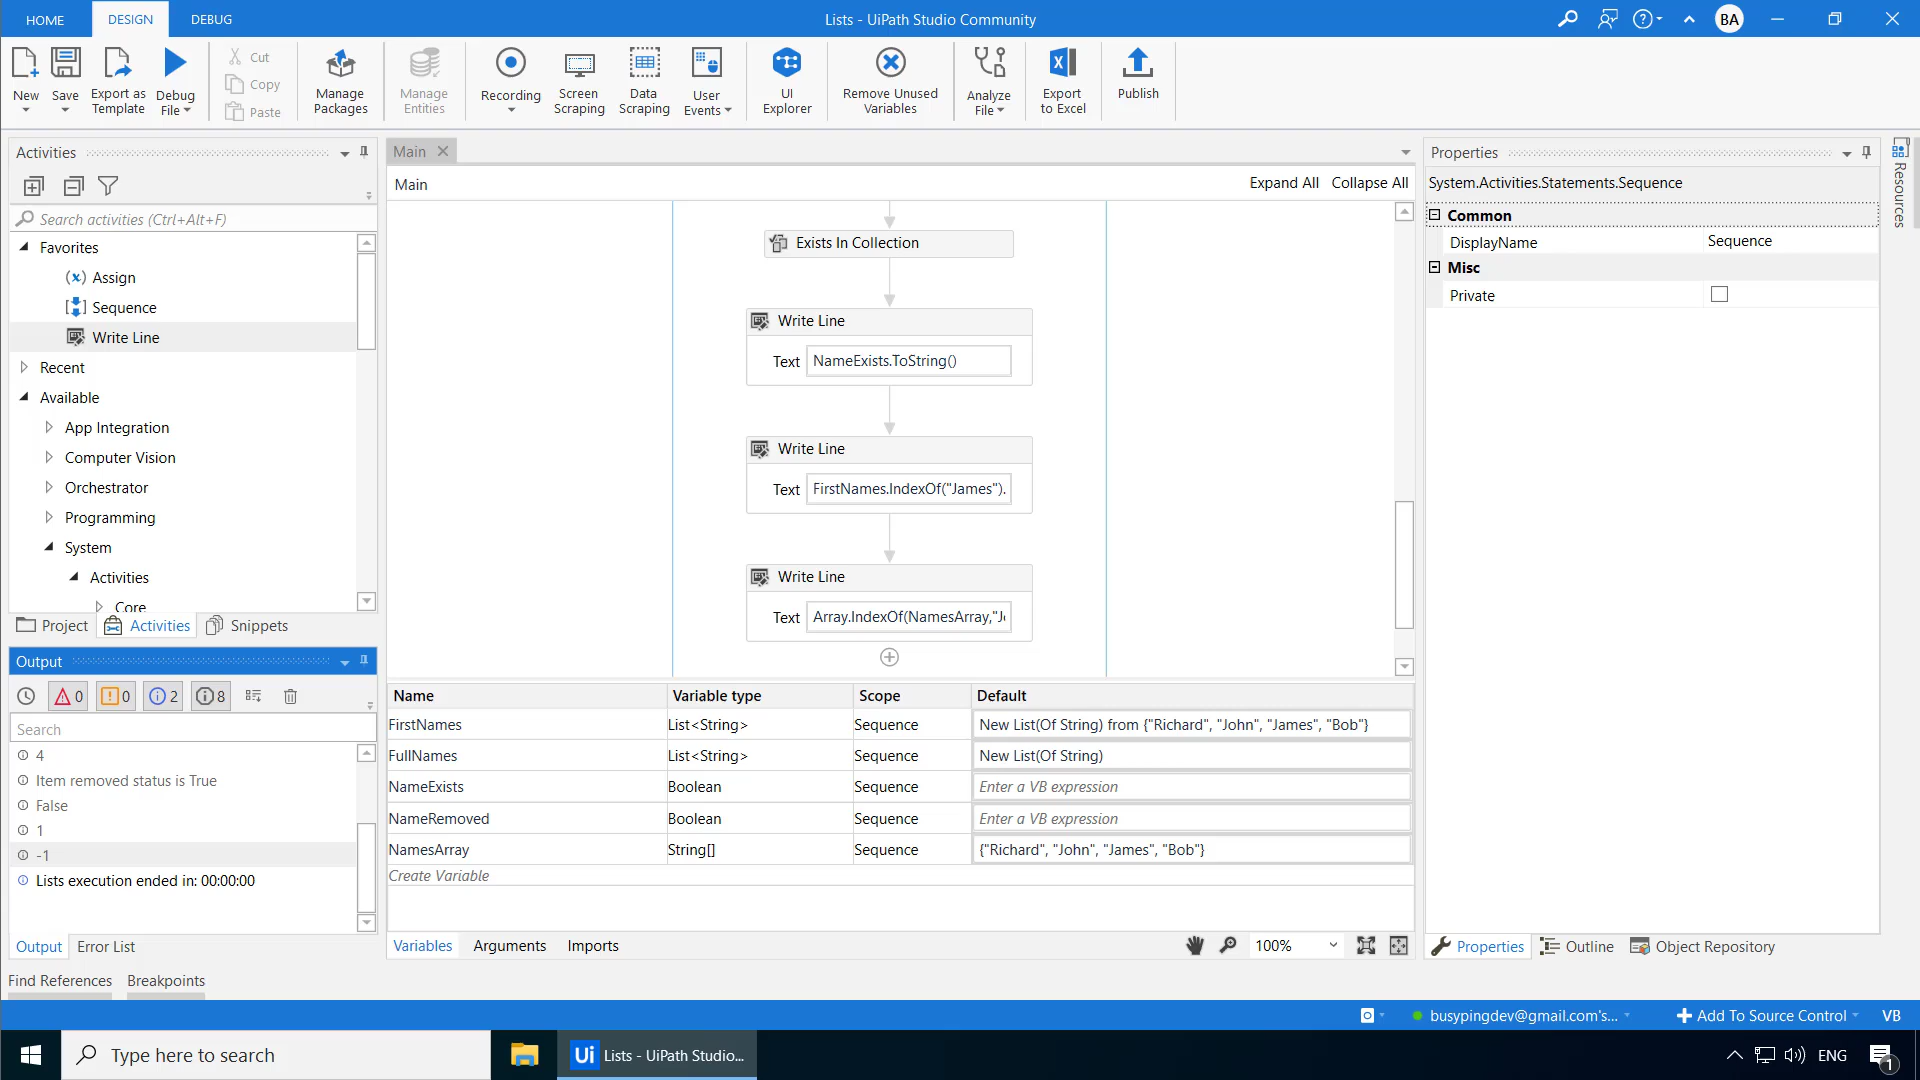 HOME DESIGN DEBUG
Lists - UiPath Studio Community
BA
New
Save
Export as Template
Debug File
Cut
Copy
Paste
Manage Packages
Manage Entities
Recording
Screen Scraping
Data Scraping
User Events
UI Explorer
Remove Unused Variables
Analyze File
Export to Excel
Publish
Activities
Search activities (Ctrl+Alt+F)
Favorites
(x) Assign
Sequence
Write Line
Recent
Available
App Integration
Computer Vision
Orchestrator
Programming
System
Activities
Core
Project Activities Snippets
Main
Main Expand All Collapse All
Exists In Collection
Write Line
Text NameExists.ToString()
Write Line
Text FirstNames.IndexOf("James").
Write Line
Text Array.IndexOf(NamesArray,"J
Properties
System.Activities.Statements.Sequence
Common
DisplayName Sequence
Misc
Private
Resources
Output
0 0 2 8
Search
4
Item removed status is True
False
1
-1
Lists execution ended in: 00:00:00
Output Error List
Name Variable type Scope Default
FirstNames List<String> Sequence New List(Of String) from {"Richard", "John", "James", "Bob"}
FullNames List<String> Sequence New List(Of String)
NameExists Boolean Sequence Enter a VB expression
NameRemoved Boolean Sequence Enter a VB expression
NamesArray String[] Sequence {"Richard", "John", "James", "Bob"}
Create Variable
Variables Arguments Imports 100%
Properties Outline Object Repository
Find References Breakpoints
busypingdev@gmail.com's... Add To Source Control VB
Type here to search
Ui Lists - UiPath Studio...
ENG 1